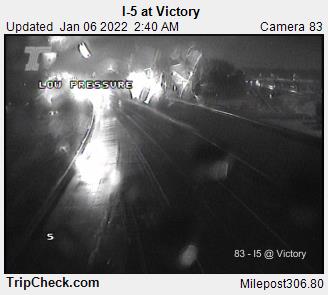 I-5 at Victory
Updated Jan 06 2022 2:40 AM Camera 83
LOW PRESSURE
S
83 - I5 @ Victory
TripCheck.com Milepost306.80